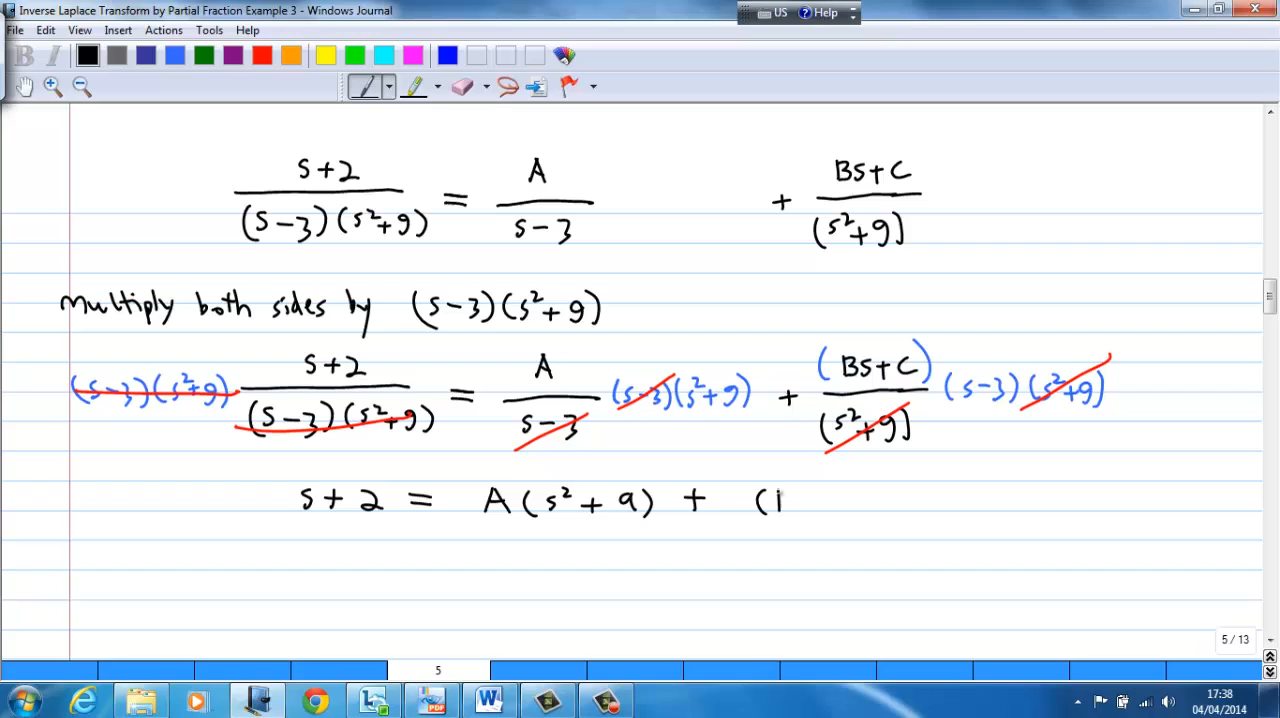 Inverse Laplace Transform by Partial Fraction Example 3 - Windows Journal
US Help
File Edit View Insert Actions Tools Help
B I
s+2 / (s-3)(s²+9) = A / s-3 + Bs+C / (s²+9)
Multiply both sides by (s-3)(s²+9)
(s-3)(s²+9) s+2 / (s-3)(s²+9) = A / s-3 (s-3)(s²+9) + (Bs+C) / (s²+9) (s-3)(s²+9)
s+2 = A(s²+9) + (
5 / 13
5
17:38
04/04/2014